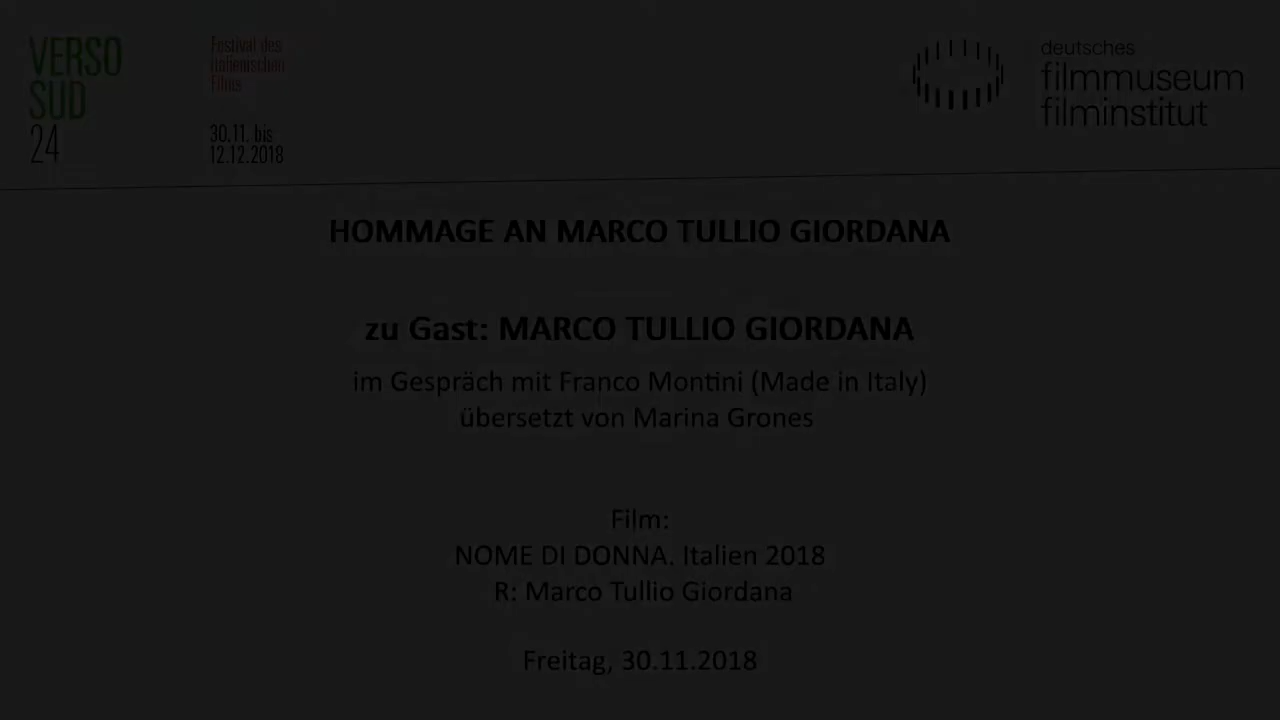 VERSO
SUD
24
Festival des
italienischen
Films
30.11. bis
12.12.2018
deutsches
filmmuseum
filminstitut
HOMMAGE AN MARCO TULLIO GIORDANA
zu Gast: MARCO TULLIO GIORDANA
im Gespräch mit Franco Montini (Made in Italy)
übersetzt von Marina Grones
Film:
NOME DI DONNA. Italien 2018
R: Marco Tullio Giordana
Freitag, 30.11.2018